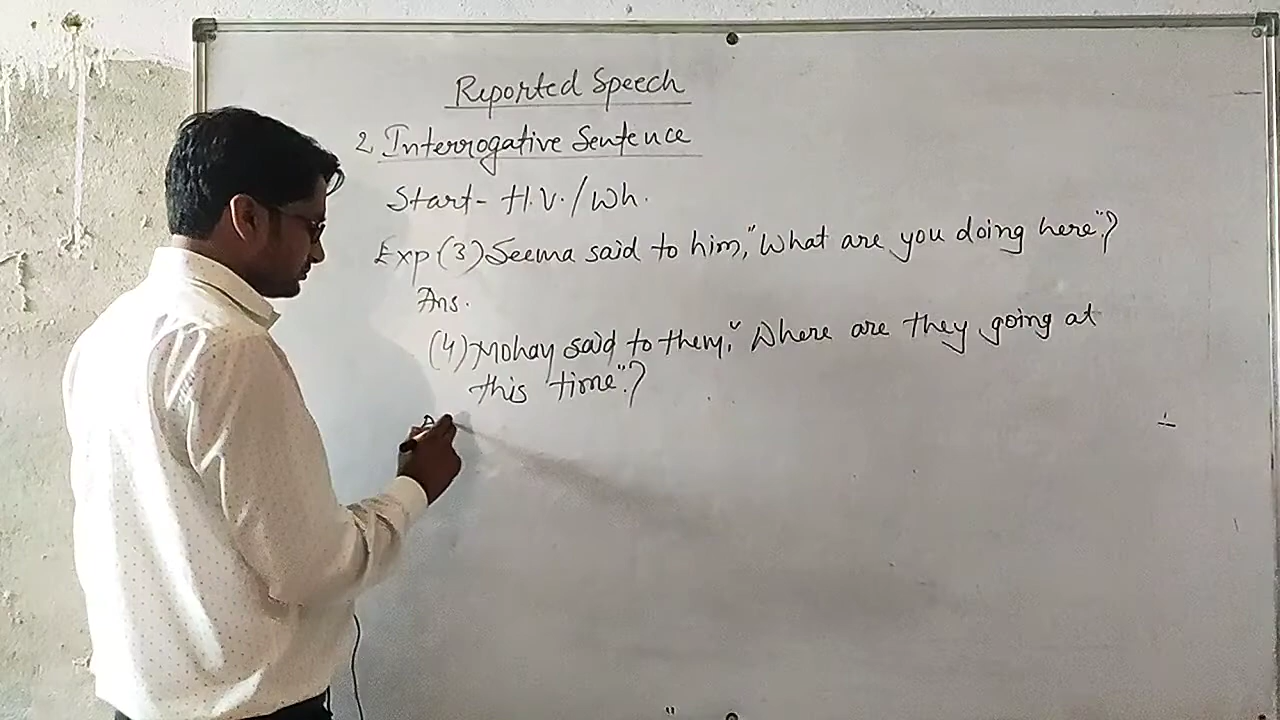 Reported Speech
2. Interrogative Sentence
Start- H.V./Wh.
Exp (3) Seema said to him, "What are you doing here"?
Ans.
(4) Mohan said to them, "Where are they going at
this time"?
A